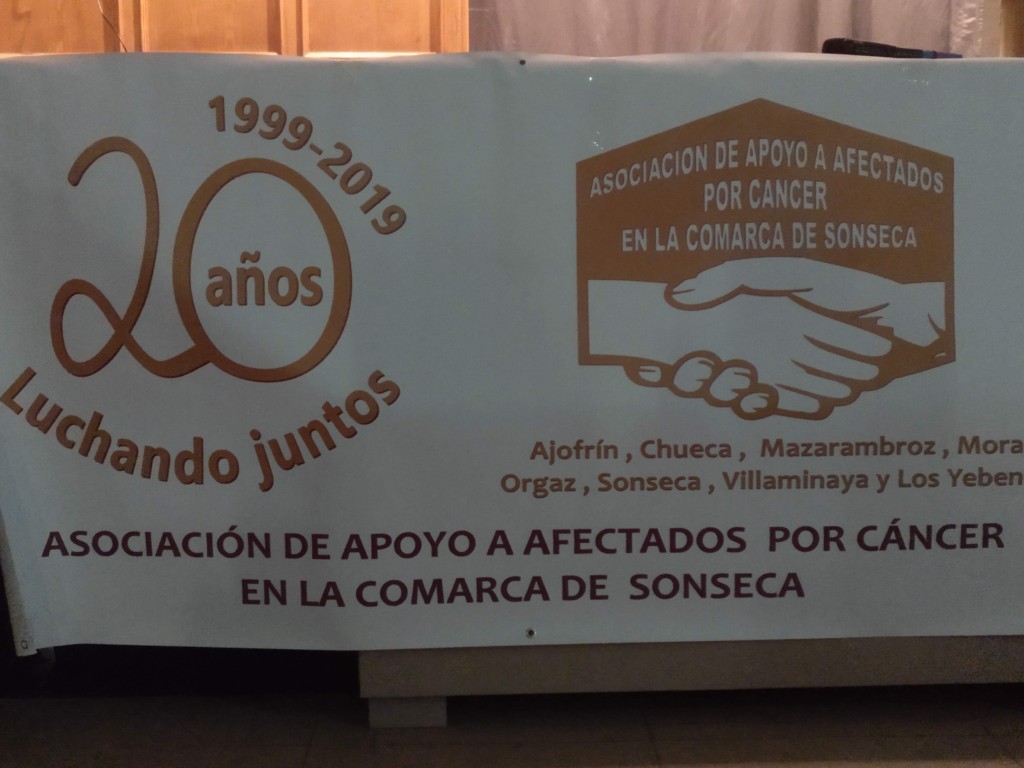 1999-2019
20
años
Luchando juntos
ASOCIACION DE APOYO A AFECTADOS
POR CANCER
EN LA COMARCA DE SONSECA
Ajofrín , Chueca , Mazarambroz , Mora
Orgaz , Sonseca , Villaminaya y Los Yeben
ASOCIACIÓN DE APOYO A AFECTADOS POR CÁNCER
EN LA COMARCA DE SONSECA